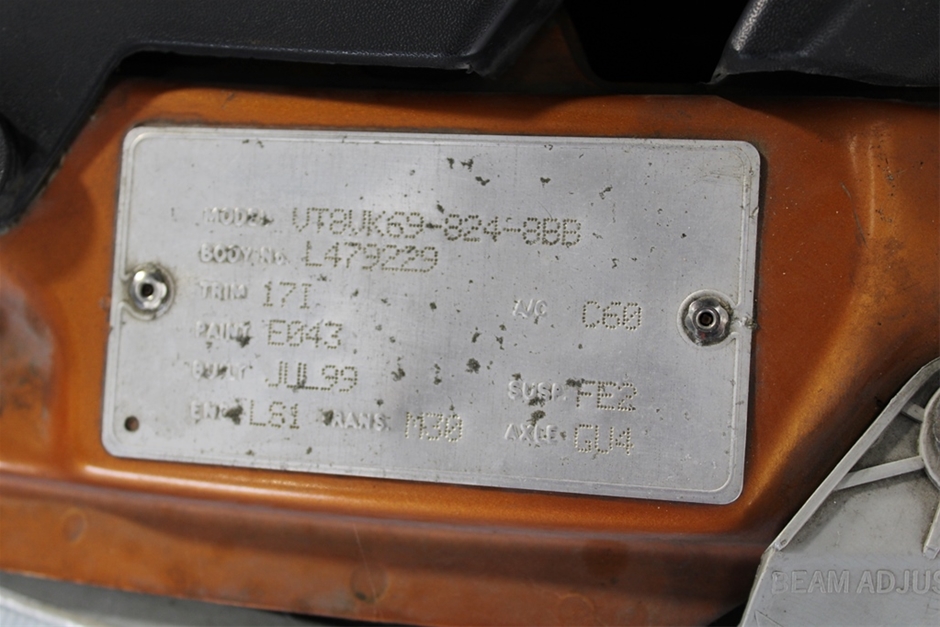 MODEL VT8VK69-824-8BB
BODY No. L479229
TRIM 17I A/C C60
PAINT E043
BUILT JUL99 SUSP. FE2
ENG. L61 TRANS. M30 AXLE GU4
BEAM ADJUS